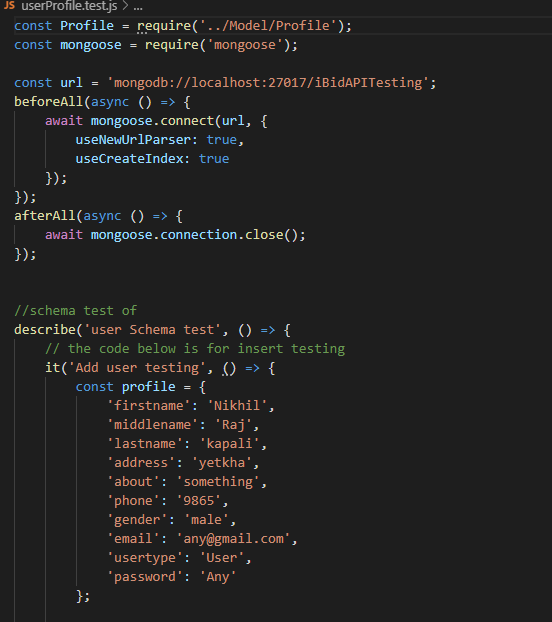 JS userProfile.test.js > ...
const Profile = require('../Model/Profile');
const mongoose = require('mongoose');
const url = 'mongodb://localhost:27017/iBidAPITesting';
beforeAll(async () => {
    await mongoose.connect(url, {
        useNewUrlParser: true,
        useCreateIndex: true
    });
});
afterAll(async () => {
    await mongoose.connection.close();
});
//schema test of
describe('user Schema test', () => {
    // the code below is for insert testing
    it('Add user testing', () => {
        const profile = {
            'firstname': 'Nikhil',
            'middlename': 'Raj',
            'lastname': 'kapali',
            'address': 'yetkha',
            'about': 'something',
            'phone': '9865',
            'gender': 'male',
            'email': 'any@gmail.com',
            'usertype': 'User',
            'password': 'Any'
        };